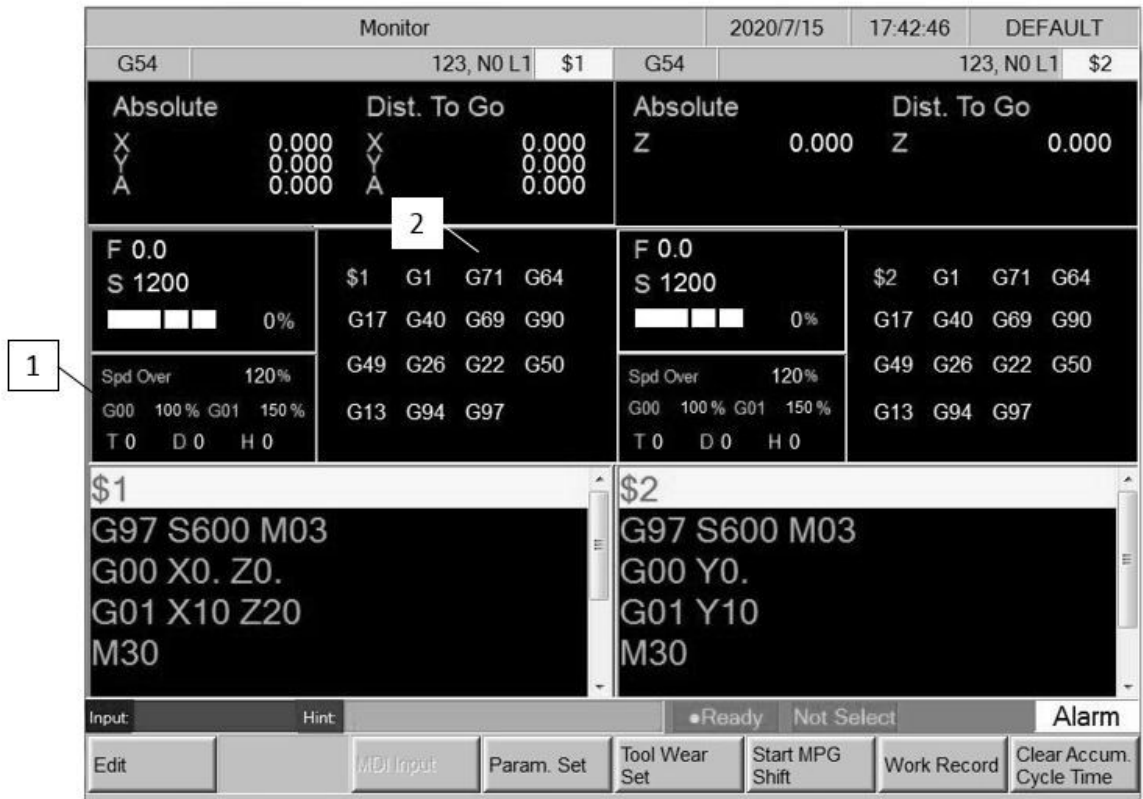 Monitor 2020/7/15 17:42:46 DEFAULT
G54 123, N0 L1 $1 G54 123, N0 L1 $2
Absolute Dist. To Go Absolute Dist. To Go
X 0.000 X 0.000 Z 0.000 Z 0.000
Y 0.000 Y 0.000
A 0.000 A 0.000
2
F 0.0
S 1200
0%
$1 G1 G71 G64
G17 G40 G69 G90
G49 G26 G22 G50
G13 G94 G97
1
Spd Over 120%
G00 100 % G01 150 %
T 0 D 0 H 0
F 0.0
S 1200
0%
$2 G1 G71 G64
G17 G40 G69 G90
G49 G26 G22 G50
G13 G94 G97
Spd Over 120%
G00 100 % G01 150 %
T 0 D 0 H 0
$1
G97 S600 M03
G00 X0. Z0.
G01 X10 Z20
M30
$2
G97 S600 M03
G00 Y0.
G01 Y10
M30
Input: Hint: ●Ready Not Select Alarm
Edit MDI Input Param. Set Tool Wear Set Start MPG Shift Work Record Clear Accum. Cycle Time